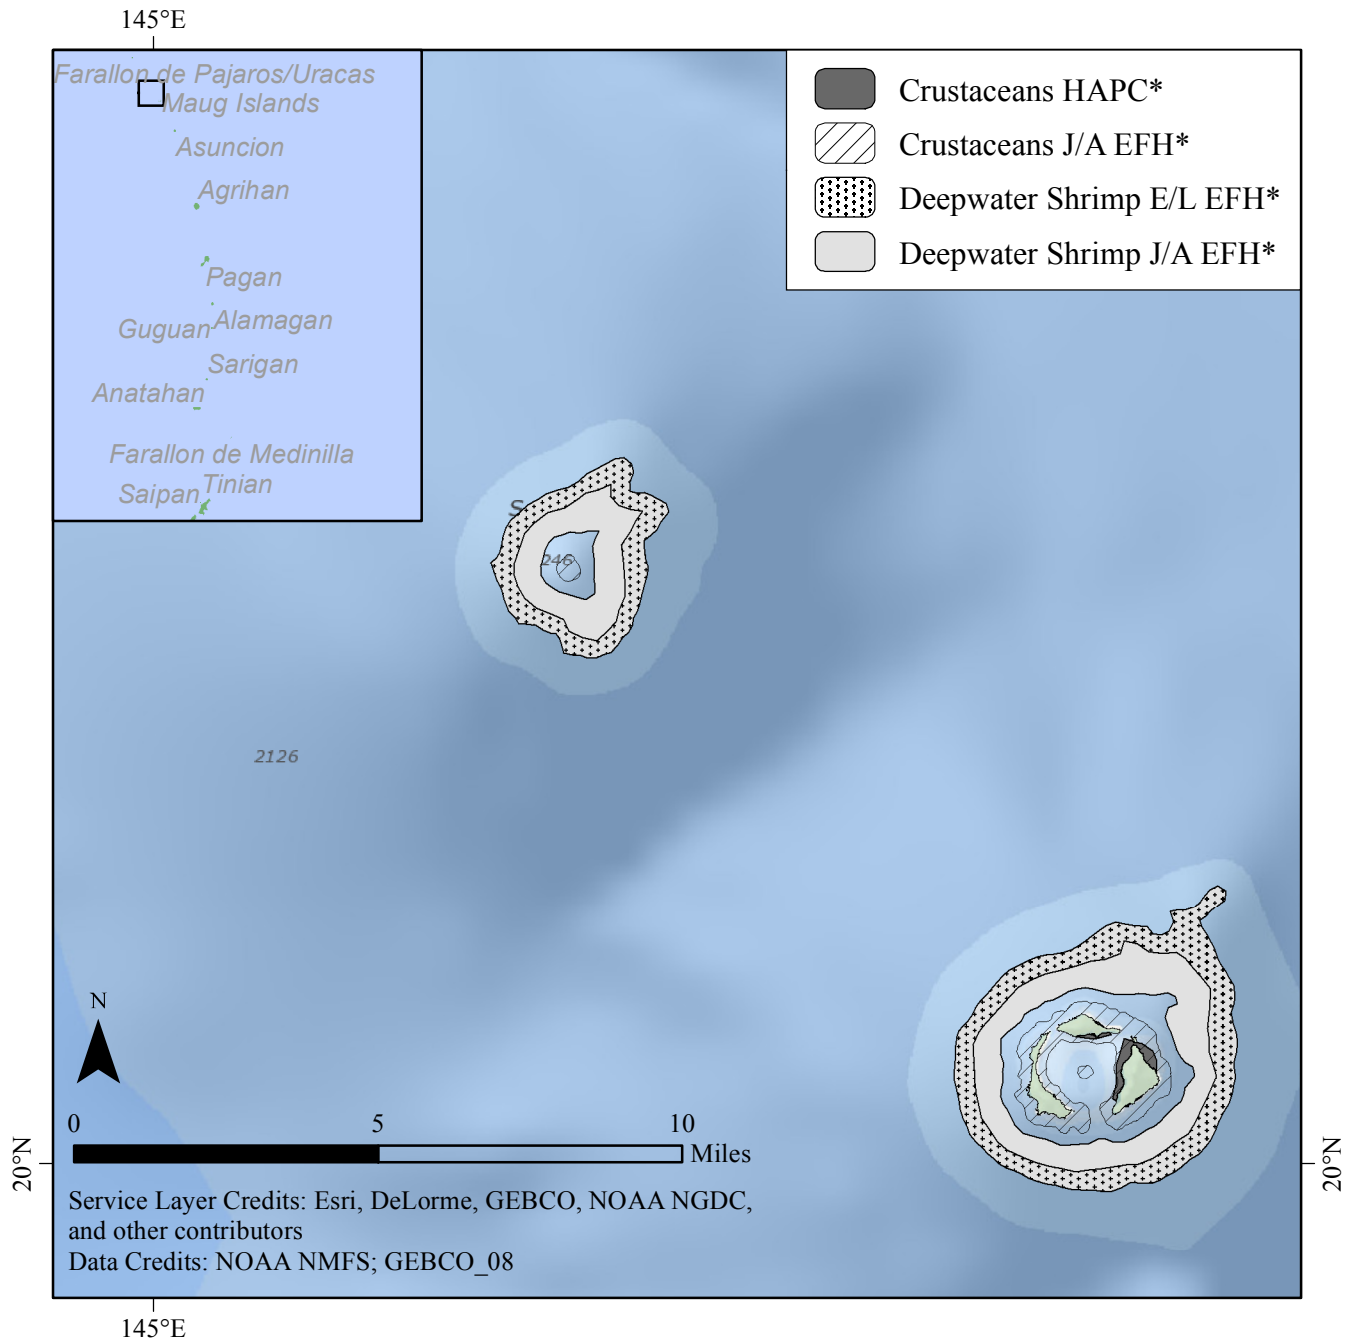 145°E
Farallon de Pajaros/Uracas
Maug Islands
Asuncion
Agrihan
Pagan
Alamagan
Guguan
Sarigan
Anatahan
Farallon de Medinilla
Tinian
Saipan
Crustaceans HAPC*
Crustaceans J/A EFH*
Deepwater Shrimp E/L EFH*
Deepwater Shrimp J/A EFH*
S
246
2126
N
0 5 10
Miles
20°N
20°N
Service Layer Credits: Esri, DeLorme, GEBCO, NOAA NGDC,
and other contributors
Data Credits: NOAA NMFS; GEBCO_08
145°E